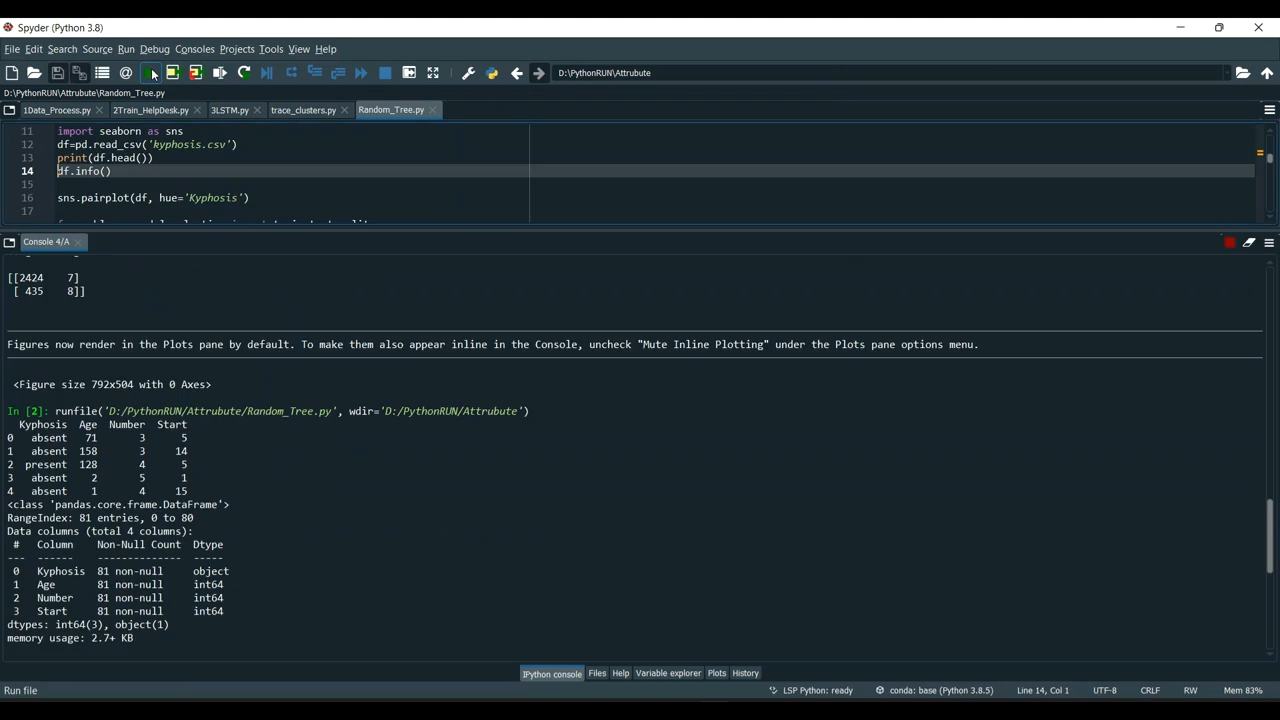 Spyder (Python 3.8)
File Edit Search Source Run Debug Consoles Projects Tools View Help
D:\PythonRUN\Attrubute
D:\PythonRUN\Attrubute\Random_Tree.py
1Data_Process.py 2Train_HelpDesk.py 3LSTM.py trace_clusters.py Random_Tree.py
11 import seaborn as sns
12 df=pd.read_csv('kyphosis.csv')
13 print(df.head())
14 df.info()
15
16 sns.pairplot(df, hue='Kyphosis')
17
Console 4/A
[[2424 7]
[ 435 8]]
Figures now render in the Plots pane by default. To make them also appear inline in the Console, uncheck "Mute Inline Plotting" under the Plots pane options menu.
<Figure size 792x504 with 0 Axes>
In [2]: runfile('D:/PythonRUN/Attrubute/Random_Tree.py', wdir='D:/PythonRUN/Attrubute')
Kyphosis Age Number Start
0 absent 71 3 5
1 absent 158 3 14
2 present 128 4 5
3 absent 2 5 1
4 absent 1 4 15
<class 'pandas.core.frame.DataFrame'>
RangeIndex: 81 entries, 0 to 80
Data columns (total 4 columns):
# Column Non-Null Count Dtype
--- ------ -------------- -----
0 Kyphosis 81 non-null object
1 Age 81 non-null int64
2 Number 81 non-null int64
3 Start 81 non-null int64
dtypes: int64(3), object(1)
memory usage: 2.7+ KB
IPython console Files Help Variable explorer Plots History
Run file LSP Python: ready conda: base (Python 3.8.5) Line 14, Col 1 UTF-8 CRLF RW Mem 83%